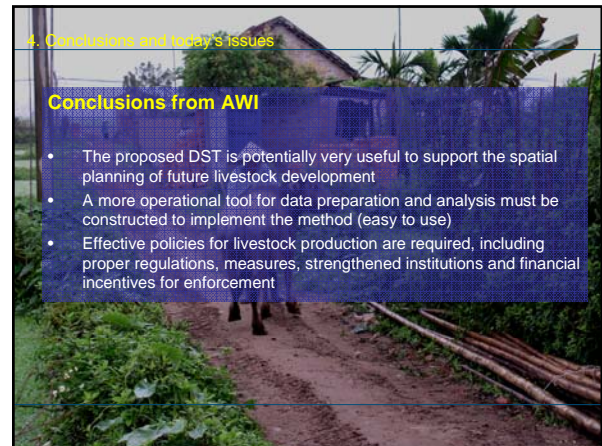 4. Conclusions and today's issues
Conclusions from AWI
• The proposed DST is potentially very useful to support the spatial
planning of future livestock development
• A more operational tool for data preparation and analysis must be
constructed to implement the method (easy to use)
• Effective policies for livestock production are required, including
proper regulations, measures, strengthened institutions and financial
incentives for enforcement